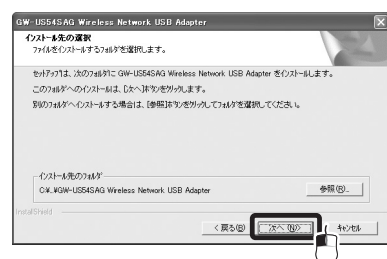 GW-US54SAG Wireless Network USB Adapter
インストール先の選択
ファイルをインストールするフォルダを選択します。
セットアップは、次のフォルダに GW-US54SAG Wireless Network USB Adapter をインストールします。
このフォルダへのインストールは、[次へ]ボタンをクリックします。
別のフォルダへインストールする場合は、[参照]ボタンをクリックしてフォルダを選択してください。
インストール先のフォルダ
C:¥...¥GW-US54SAG Wireless Network USB Adapter
参照(R)...
InstallShield
< 戻る(B)
次へ(N)>
キャンセル